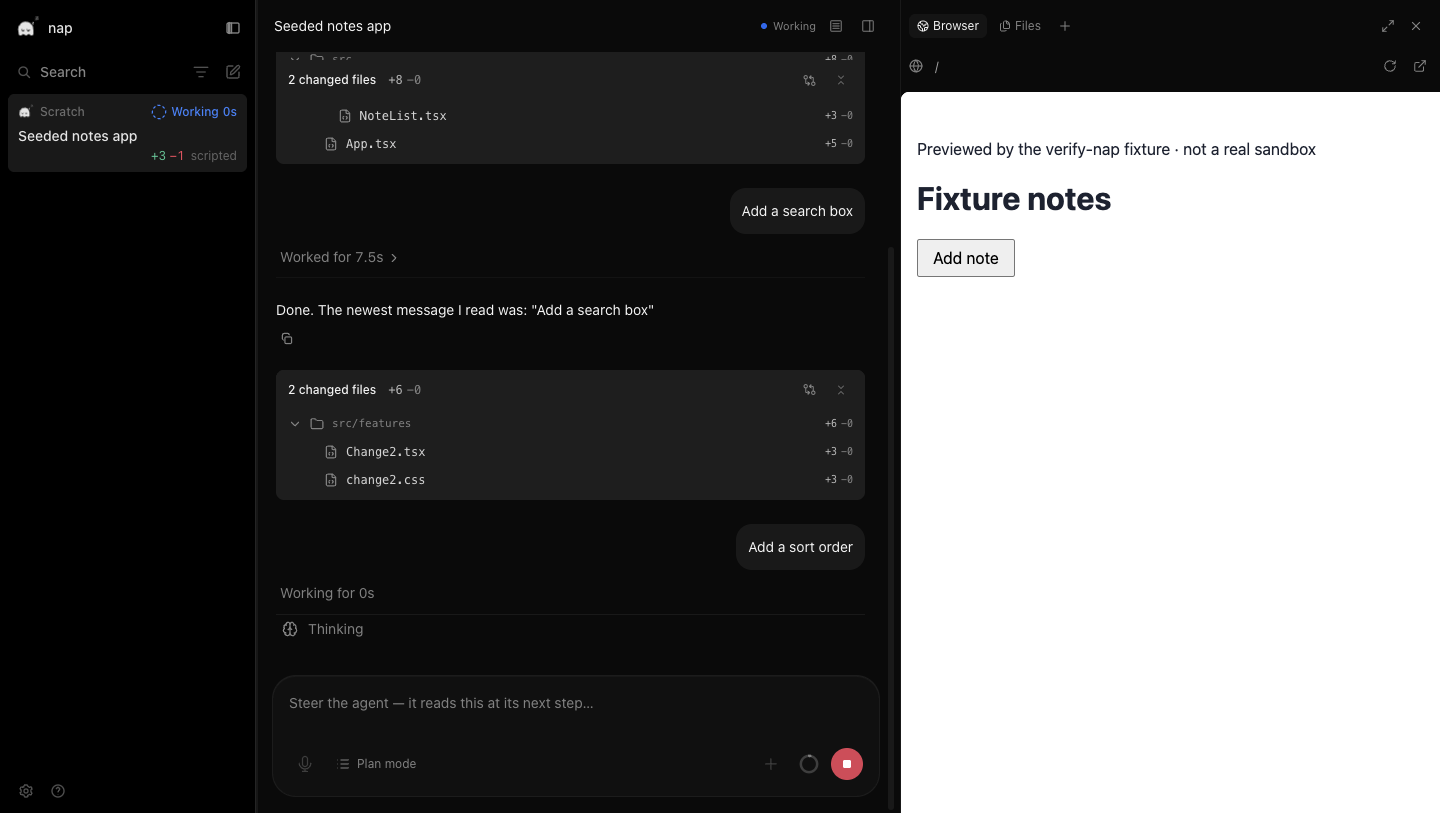 nap
Search
Scratch
Working 0s
Seeded notes app
+3 −1 scripted
Seeded notes app
Working
src +8 −0
2 changed files +8 −0
NoteList.tsx +3 −0
App.tsx +5 −0
Add a search box
Worked for 7.5s
Done. The newest message I read was: "Add a search box"
2 changed files +6 −0
src/features +6 −0
Change2.tsx +3 −0
change2.css +3 −0
Add a sort order
Working for 0s
Thinking
Steer the agent — it reads this at its next step...
Plan mode
Browser
Files
/
Previewed by the verify-nap fixture · not a real sandbox
Fixture notes
Add note